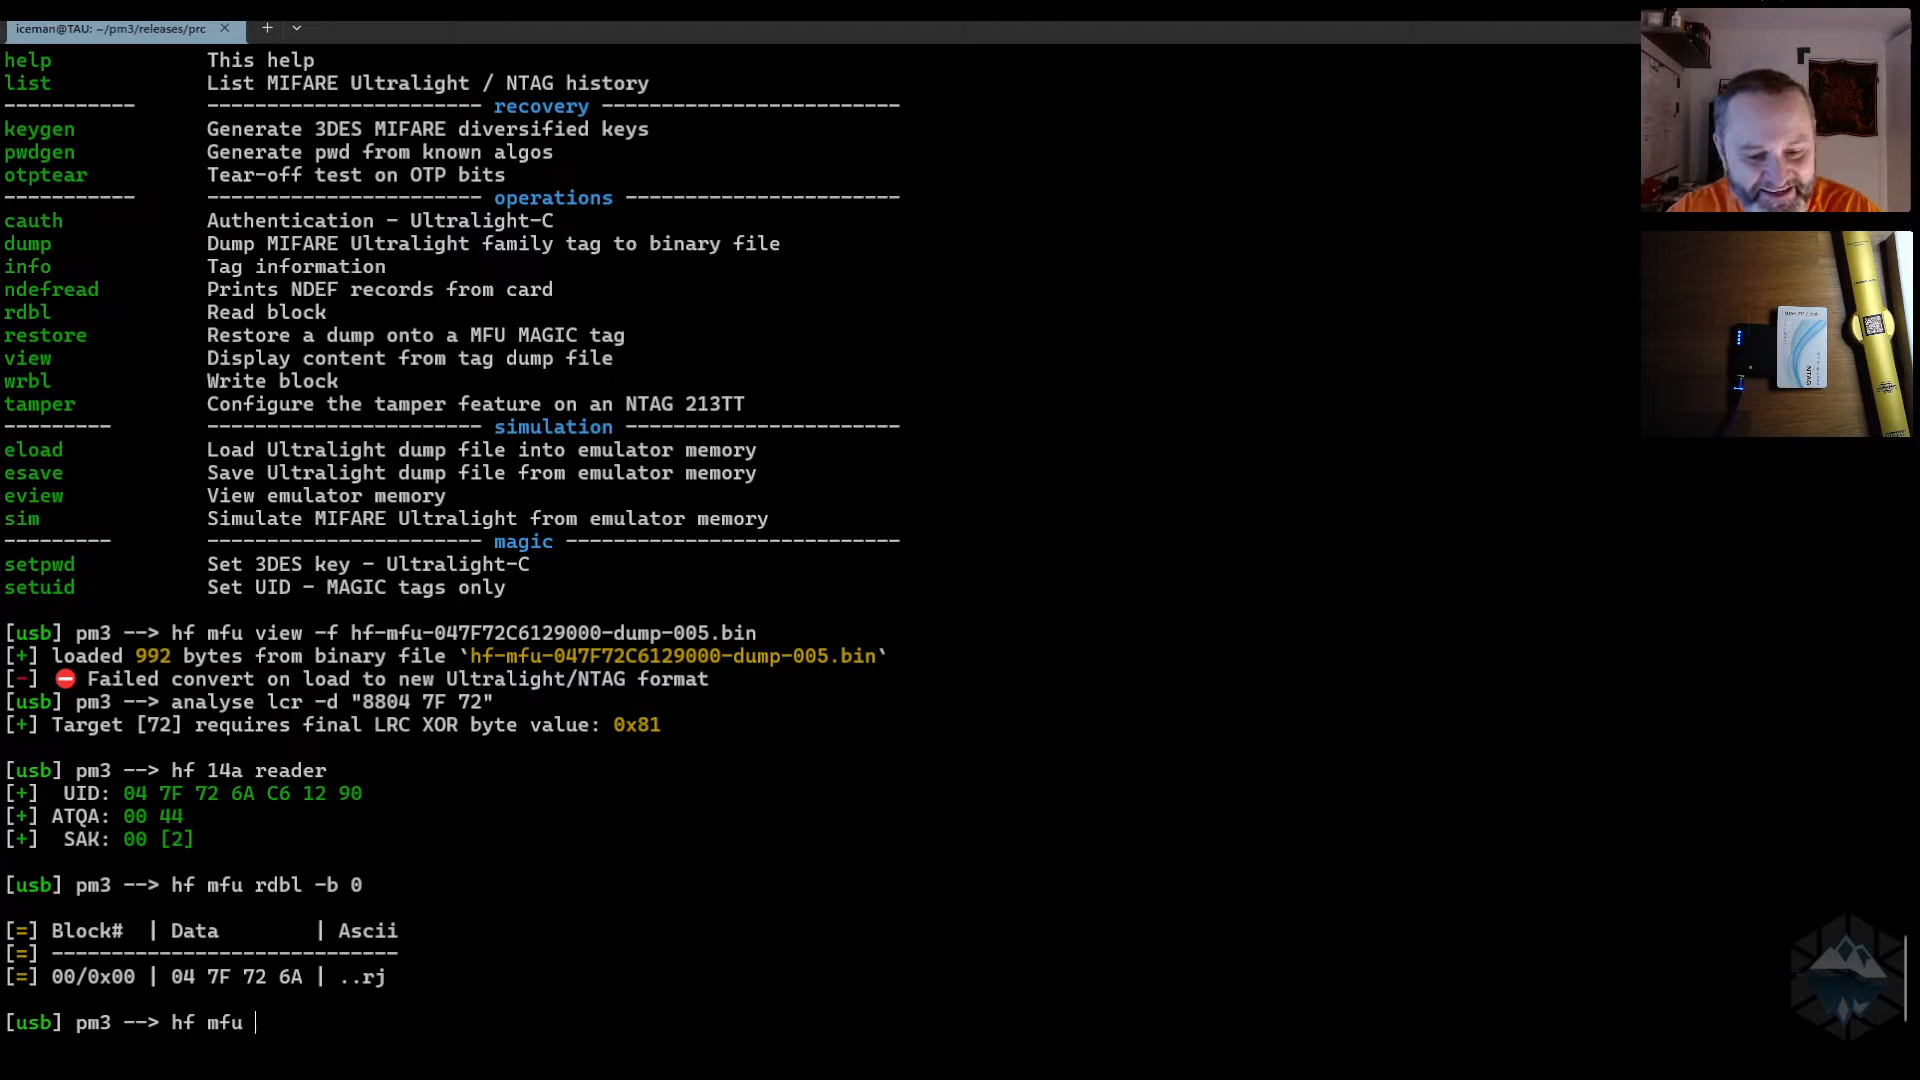 iceman@TAU: ~/pm3/releases/prc
help This help
list List MIFARE Ultralight / NTAG history
----------- ----------------------- recovery -------------------------
keygen Generate 3DES MIFARE diversified keys
pwdgen Generate pwd from known algos
otptear Tear-off test on OTP bits
----------- ----------------------- operations -----------------------
cauth Authentication - Ultralight-C
dump Dump MIFARE Ultralight family tag to binary file
info Tag information
ndefread Prints NDEF records from card
rdbl Read block
restore Restore a dump onto a MFU MAGIC tag
view Display content from tag dump file
wrbl Write block
tamper Configure the tamper feature on an NTAG 213TT
--------- ----------------------- simulation -----------------------
eload Load Ultralight dump file into emulator memory
esave Save Ultralight dump file from emulator memory
eview View emulator memory
sim Simulate MIFARE Ultralight from emulator memory
--------- ----------------------- magic ----------------------------
setpwd Set 3DES key - Ultralight-C
setuid Set UID - MAGIC tags only
[usb] pm3 --> hf mfu view -f hf-mfu-047F72C6129000-dump-005.bin
[+] loaded 992 bytes from binary file `hf-mfu-047F72C6129000-dump-005.bin`
[-] ⛔ Failed convert on load to new Ultralight/NTAG format
[usb] pm3 --> analyse lcr -d "8804 7F 72"
[+] Target [72] requires final LRC XOR byte value: 0x81
[usb] pm3 --> hf 14a reader
[+] UID: 04 7F 72 6A C6 12 90
[+] ATQA: 00 44
[+] SAK: 00 [2]
[usb] pm3 --> hf mfu rdbl -b 0
[=] Block# | Data | Ascii
[=] -----------------------------
[=] 00/0x00 | 04 7F 72 6A | ..rj
[usb] pm3 --> hf mfu
NTAG